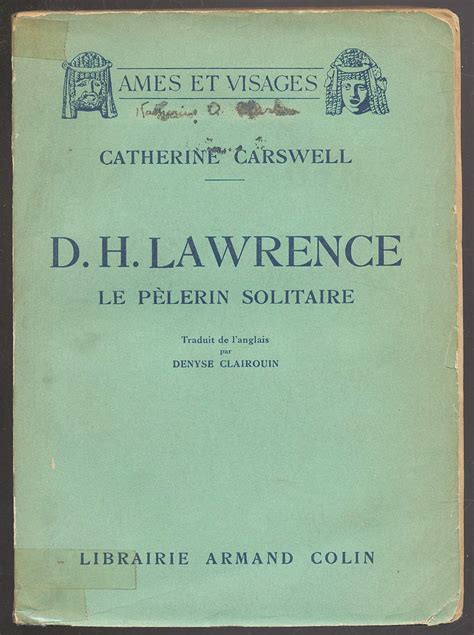 AMES ET VISAGES
CATHERINE CARSWELL
D. H. LAWRENCE
LE PÈLERIN SOLITAIRE
Traduit de l'anglais
par
DENYSE CLAIROUIN
LIBRAIRIE ARMAND COLIN